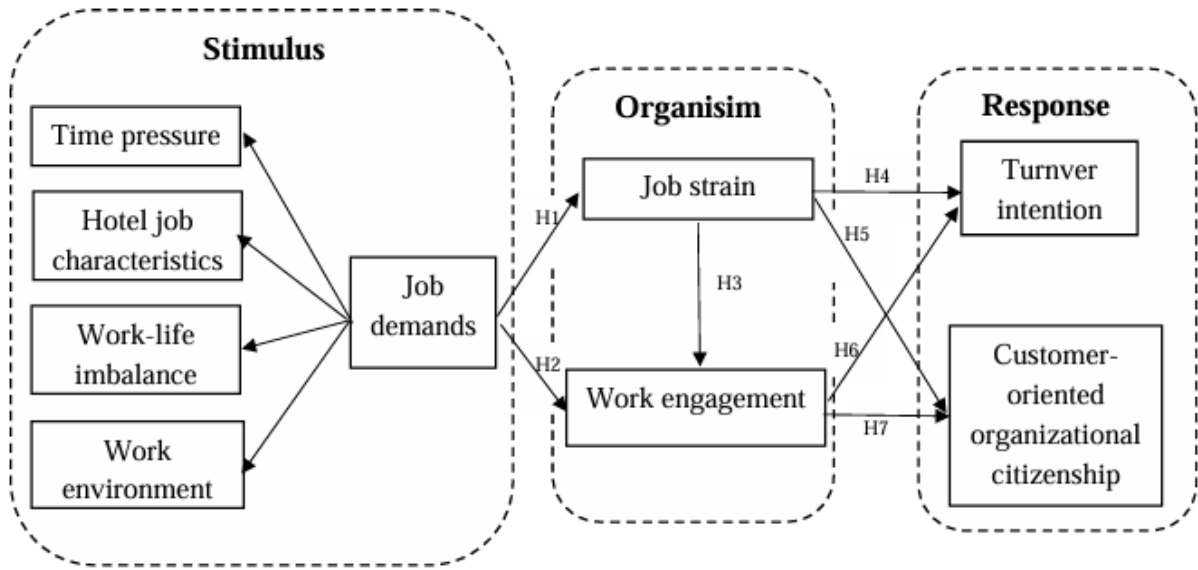 Stimulus
Time pressure
Hotel job
characteristics
Work-life
imbalance
Work
environment
Job
demands
H1
H2
Organisim
Job strain
H3
Work engagement
H4
H5
H6
H7
Response
Turnver
intention
Customer-
oriented
organizational
citizenship